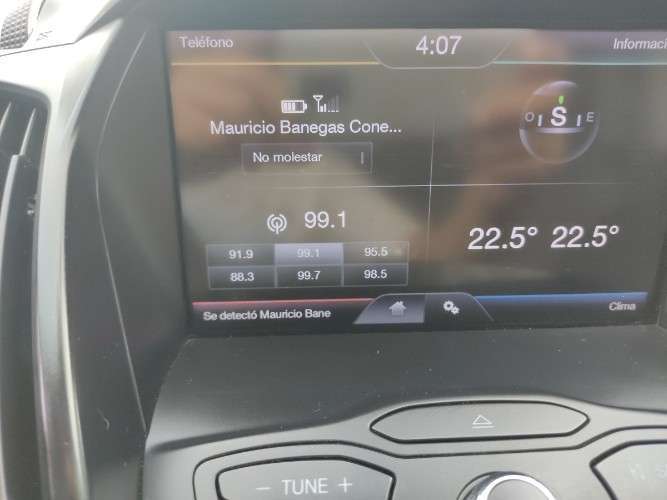 Teléfono
4:07
Informaci
Mauricio Banegas Cone...
No molestar
O S E
99.1
91.9 99.1 95.5
88.3 99.7 98.5
22.5° 22.5°
Se detectó Mauricio Bane
Clima
– TUNE +